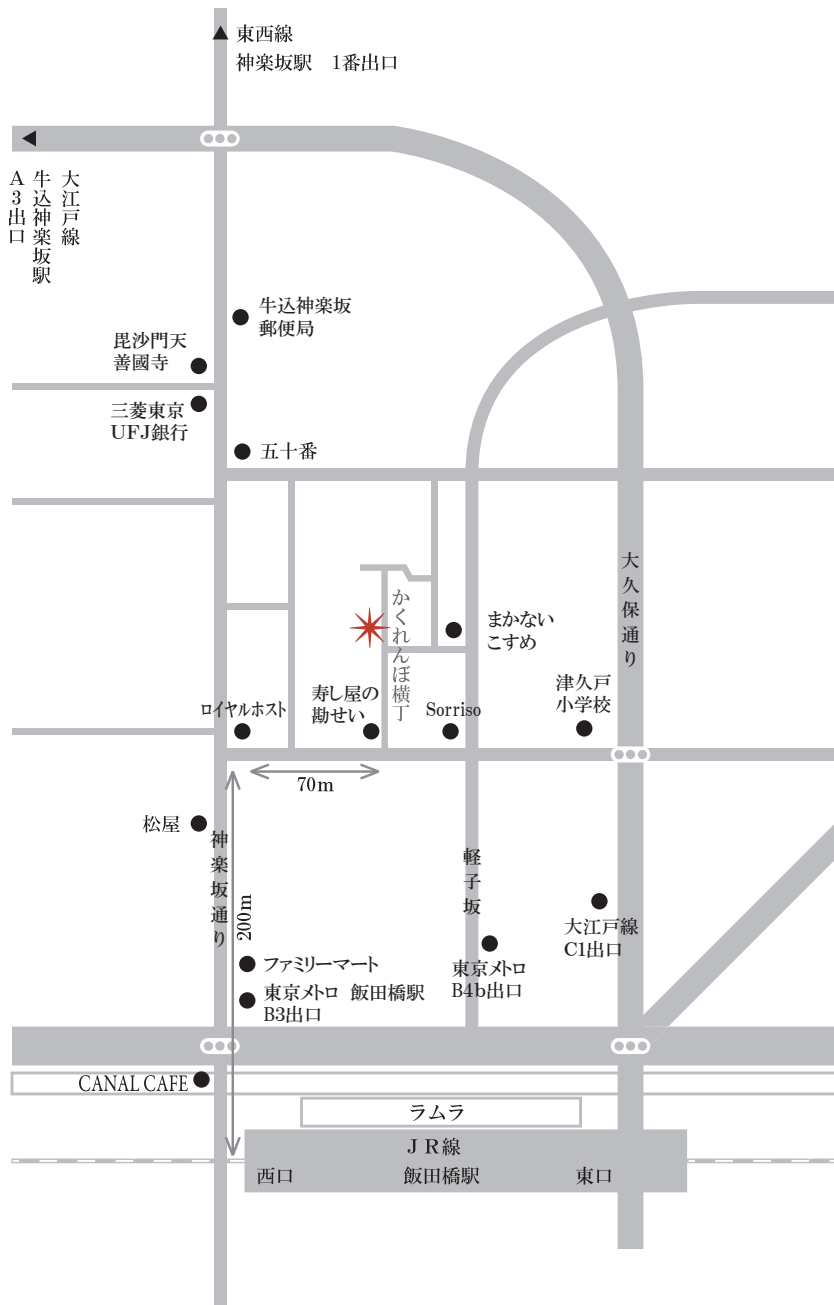 東西線
神楽坂駅　1番出口
大江戸線
牛込神楽坂駅
A3出口
牛込神楽坂
郵便局
毘沙門天
善國寺
三菱東京
UFJ銀行
五十番
大久保通り
かくれんぼ横丁
まかない
こすめ
津久戸
小学校
ロイヤルホスト
寿し屋の
勘せい
Sorriso
70m
松屋
神楽坂通り
200m
軽子坂
大江戸線
C1出口
東京メトロ
B4b出口
ファミリーマート
東京メトロ 飯田橋駅
B3出口
CANAL CAFE
ラムラ
JR線
西口
飯田橋駅
東口